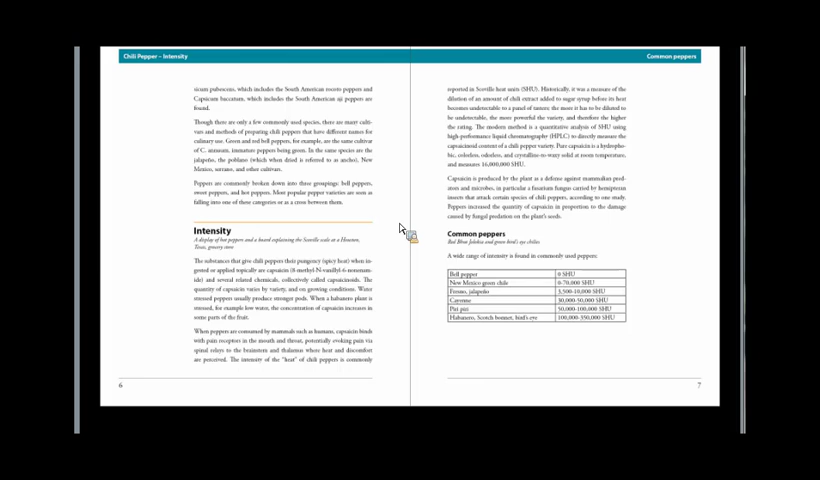 Chili Pepper – Intensity
sicum pubescens, which includes the South American rocoto peppers and
Capsicum baccatum, which includes the South American aji peppers are
found.
Though there are only a few commonly used species, there are many culti-
vars and methods of preparing chili peppers that have different names for
culinary use. Green and red bell peppers, for example, are the same cultivar
of C. annuum, immature peppers being green. In the same species are the
jalapeño, the poblano (which when dried is referred to as ancho), New
Mexico, serrano, and other cultivars.
Peppers are commonly broken down into three groupings: bell peppers,
sweet peppers, and hot peppers. Most popular pepper varieties are seen as
falling into one of these categories or as a cross between them.
Intensity
A display of hot peppers and a board explaining the Scoville scale at a Houston,
Texas, grocery store
The substances that give chili peppers their pungency (spicy heat) when in-
gested or applied topically are capsaicin (8-methyl-N-vanillyl-6-nonenam-
ide) and several related chemicals, collectively called capsaicinoids. The
quantity of capsaicin varies by variety, and on growing conditions. Water
stressed peppers usually produce stronger pods. When a habanero plant is
stressed, for example low water, the concentration of capsaicin increases in
some parts of the fruit.
When peppers are consumed by mammals such as humans, capsaicin binds
with pain receptors in the mouth and throat, potentially evoking pain via
spinal relays to the brainstem and thalamus where heat and discomfort
are perceived. The intensity of the "heat" of chili peppers is commonly
6
Common peppers
reported in Scoville heat units (SHU). Historically, it was a measure of the
dilution of an amount of chili extract added to sugar syrup before its heat
becomes undetectable to a panel of tasters; the more it has to be diluted to
be undetectable, the more powerful the variety, and therefore the higher
the rating. The modern method is a quantitative analysis of SHU using
high-performance liquid chromatography (HPLC) to directly measure the
capsaicinoid content of a chili pepper variety. Pure capsaicin is a hydropho-
bic, colorless, odorless, and crystalline-to-waxy solid at room temperature,
and measures 16,000,000 SHU.
Capsaicin is produced by the plant as a defense against mammalian pred-
ators and microbes, in particular a fusarium fungus carried by hemipteran
insects that attack certain species of chili peppers, according to one study.
Peppers increased the quantity of capsaicin in proportion to the damage
caused by fungal predation on the plant's seeds.
Common peppers
Red Bhut Jolokia and green bird's eye chilies
A wide range of intensity is found in commonly used peppers:
Bell pepper 0 SHU
New Mexico green chile 0-70,000 SHU
Fresno, jalapeño 3,500-10,000 SHU
Cayenne 30,000-50,000 SHU
Piri piri 50,000-100,000 SHU
Habanero, Scotch bonnet, bird's eye 100,000-350,000 SHU
7